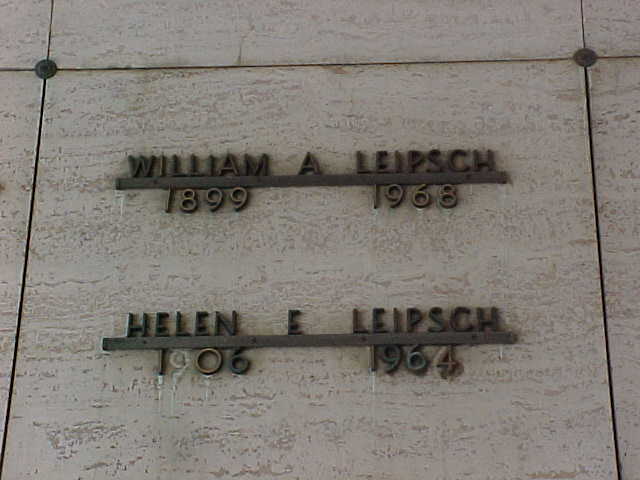 WILLIAM A LEIPSCH
1899 1968
HELEN E LEIPSCH
1906 1964